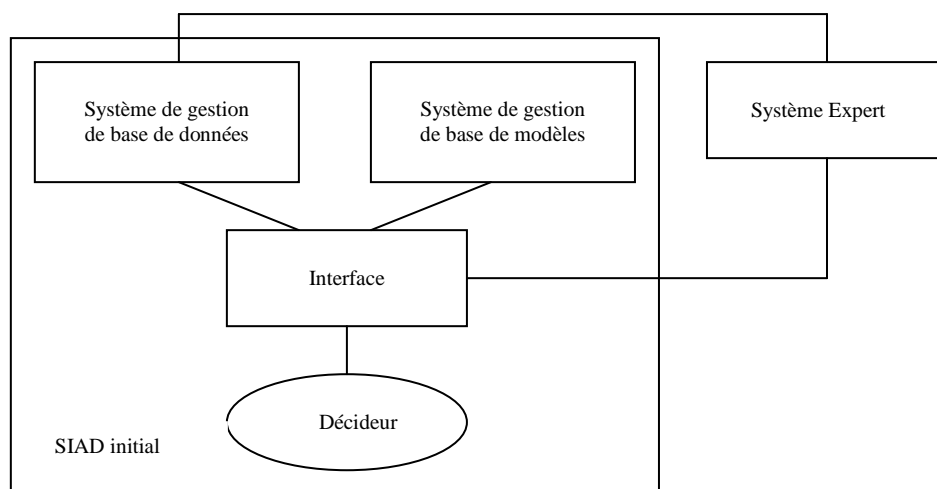 Système de gestion
de base de données
Système de gestion
de base de modèles
Système Expert
Interface
Décideur
SIAD initial